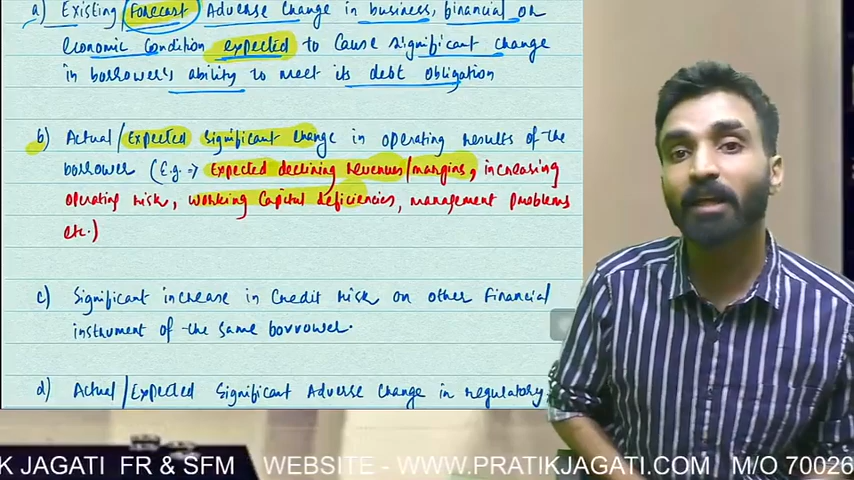 a) Existing/Forecast Adverse Change in business, financial or
Economic Condition expected to Cause significant change
in borrower's ability to meet its debt obligation
b) Actual/Expected Significant Change in operating results of the
borrower (E.g. => Expected declining revenues/margins, increasing
operating risk, working Capital deficiencies, management problems
etc.)
c) Significant increase in Credit risk on other Financial
instrument of the same borrower.
d) Actual/Expected Significant Adverse Change in regulatory,
K JAGATI FR & SFM WEBSITE - WWW.PRATIKJAGATI.COM M/O 70026